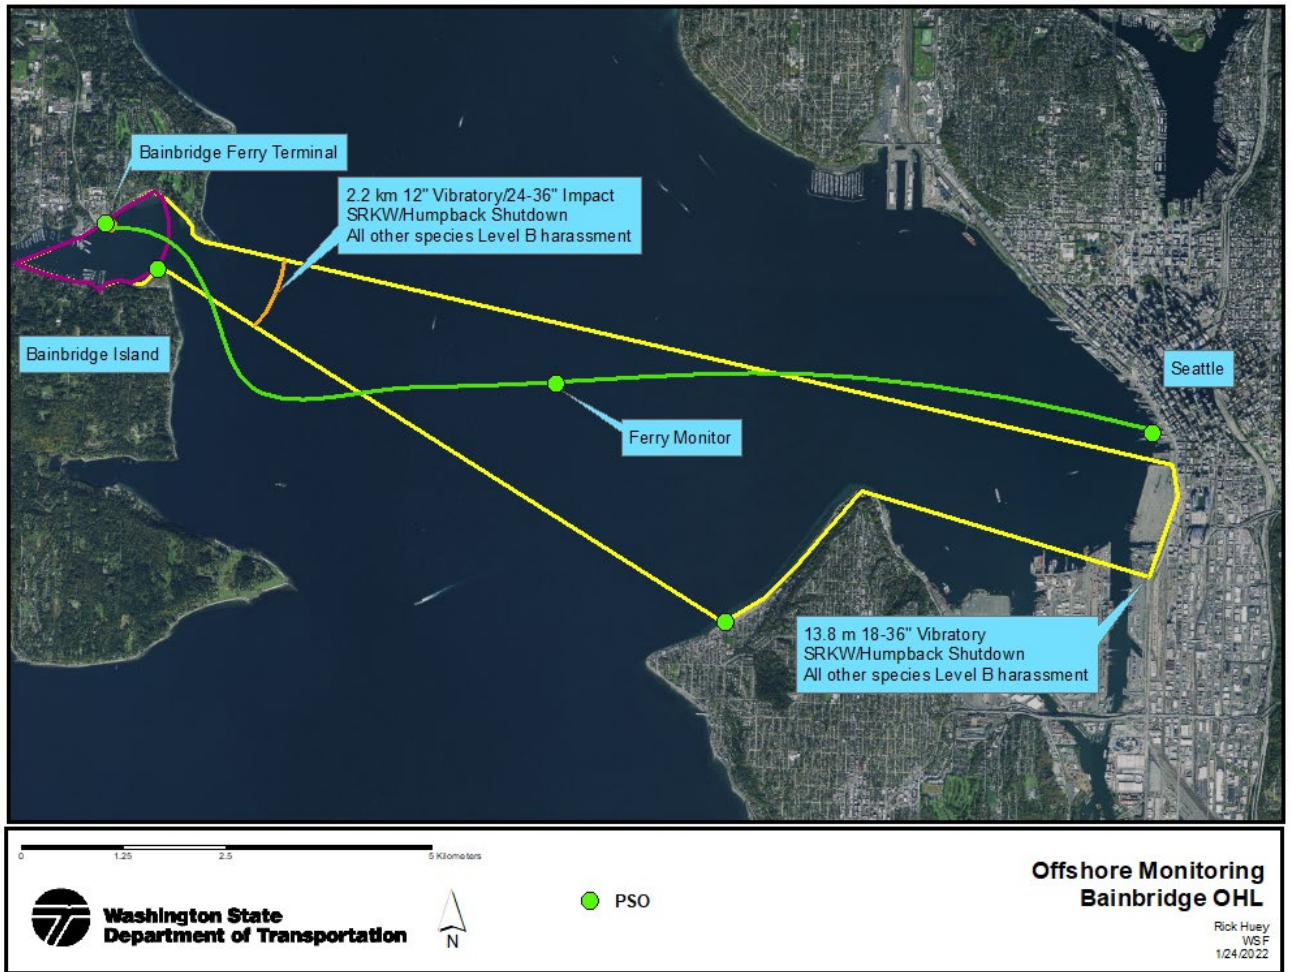 Bainbridge Ferry Terminal
2.2 km 12" Vibratory/24-36" Impact
SRKW/Humpback Shutdown
All other species Level B harassment
Bainbridge Island
Seattle
Ferry Monitor
13.8 m 18-36" Vibratory
SRKW/Humpback Shutdown
All other species Level B harassment
0 1.25 2.5 5 Kilometers
Washington State
Department of Transportation
N
PSO
Offshore Monitoring
Bainbridge OHL
Rick Huey
WSF
1/24/2022